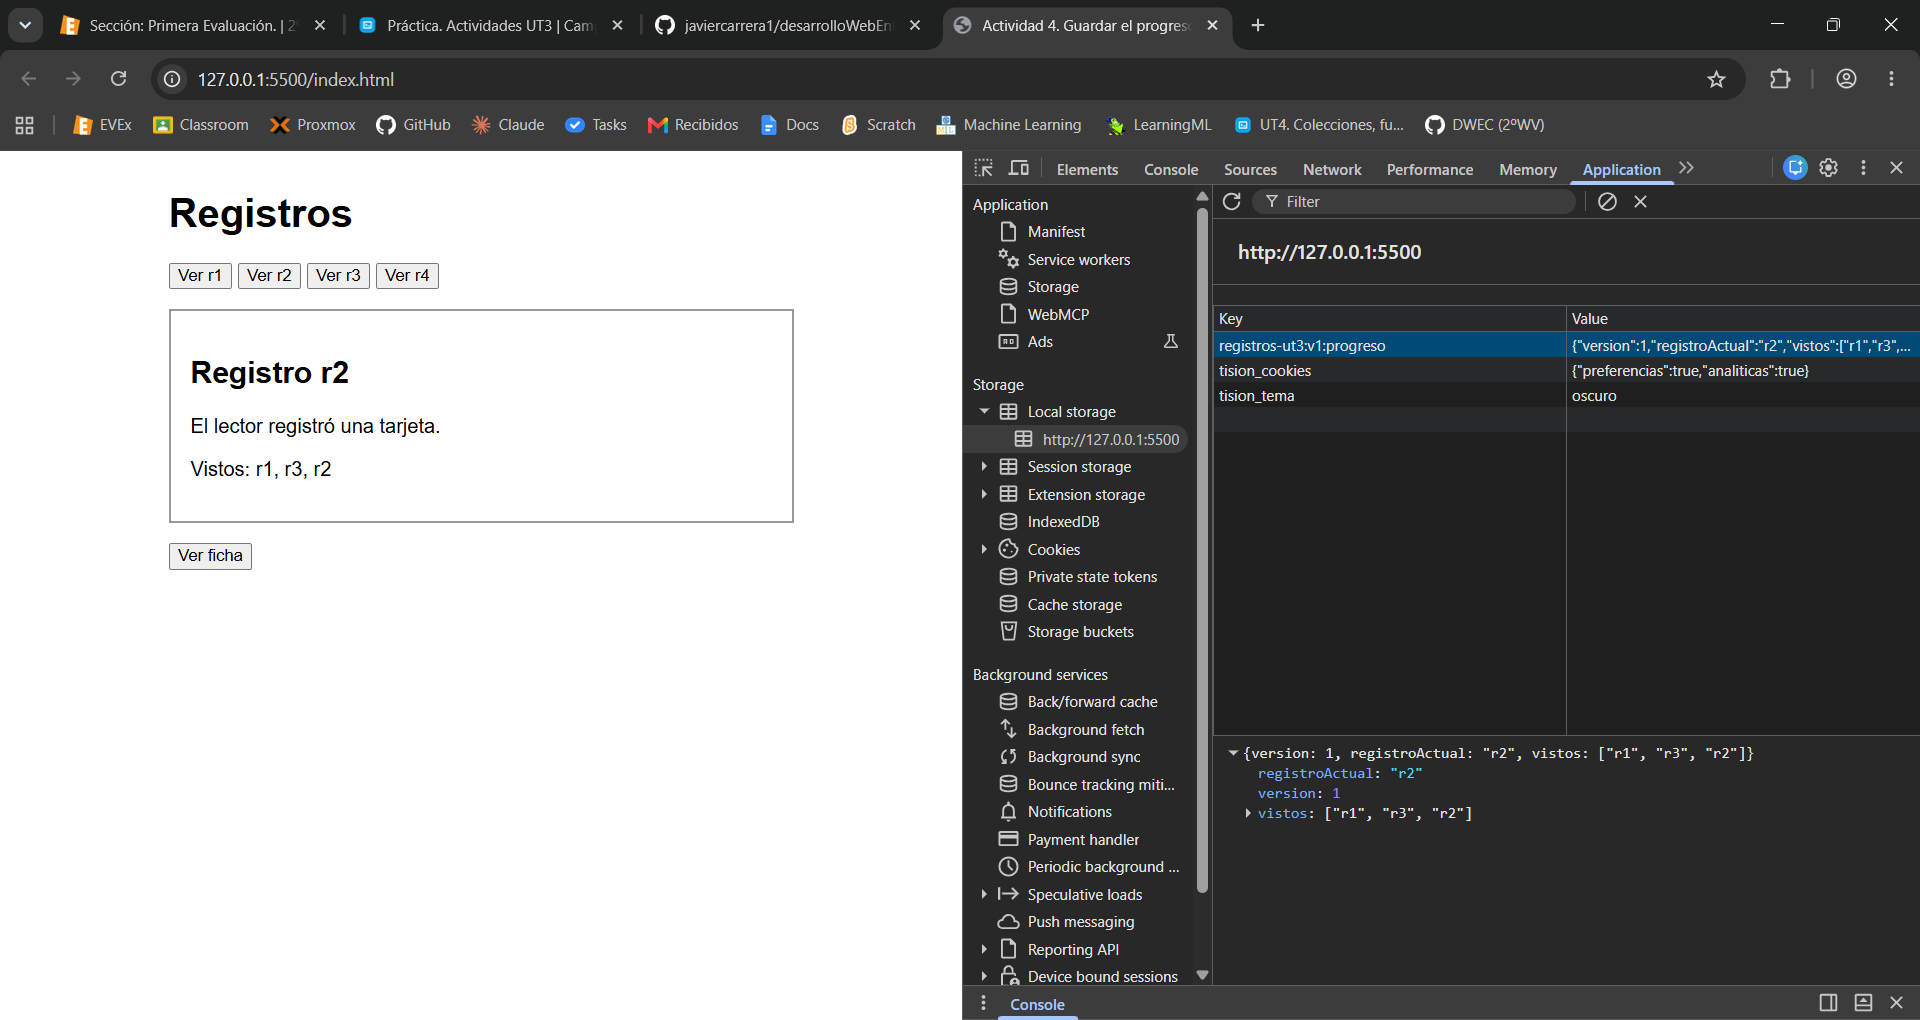 Sección: Primera Evaluación. | 2º
Práctica. Actividades UT3 | Cam
javiercarrera1/desarrolloWebEn
Actividad 4. Guardar el progres
127.0.0.1:5500/index.html
EVEx
Classroom
Proxmox
GitHub
Claude
Tasks
Recibidos
Docs
Scratch
Machine Learning
LearningML
UT4. Colecciones, fu...
DWEC (2ºWV)
Registros
Ver r1
Ver r2
Ver r3
Ver r4
Registro r2
El lector registró una tarjeta.
Vistos: r1, r3, r2
Ver ficha
Elements
Console
Sources
Network
Performance
Memory
Application
Application
Manifest
Service workers
Storage
WebMCP
Ads
Storage
Local storage
http://127.0.0.1:5500
Session storage
Extension storage
IndexedDB
Cookies
Private state tokens
Cache storage
Storage buckets
Background services
Back/forward cache
Background fetch
Background sync
Bounce tracking miti...
Notifications
Payment handler
Periodic background ...
Speculative loads
Push messaging
Reporting API
Device bound sessions
Filter
http://127.0.0.1:5500
Key
Value
registros-ut3:v1:progreso
{"version":1,"registroActual":"r2","vistos":["r1","r3",...
tision_cookies
{"preferencias":true,"analiticas":true}
tision_tema
oscuro
{version: 1, registroActual: "r2", vistos: ["r1", "r3", "r2"]}
registroActual: "r2"
version: 1
vistos: ["r1", "r3", "r2"]
Console